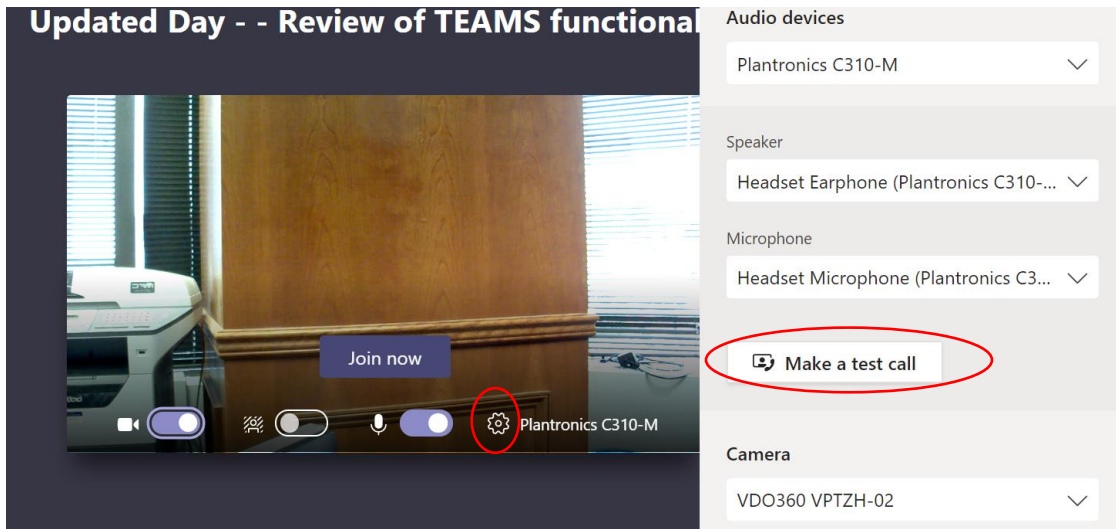 Updated Day - - Review of TEAMS functional
Join now
Plantronics C310-M
Audio devices
Plantronics C310-M
Speaker
Headset Earphone (Plantronics C310-...
Microphone
Headset Microphone (Plantronics C3...
Make a test call
Camera
VDO360 VPTZH-02